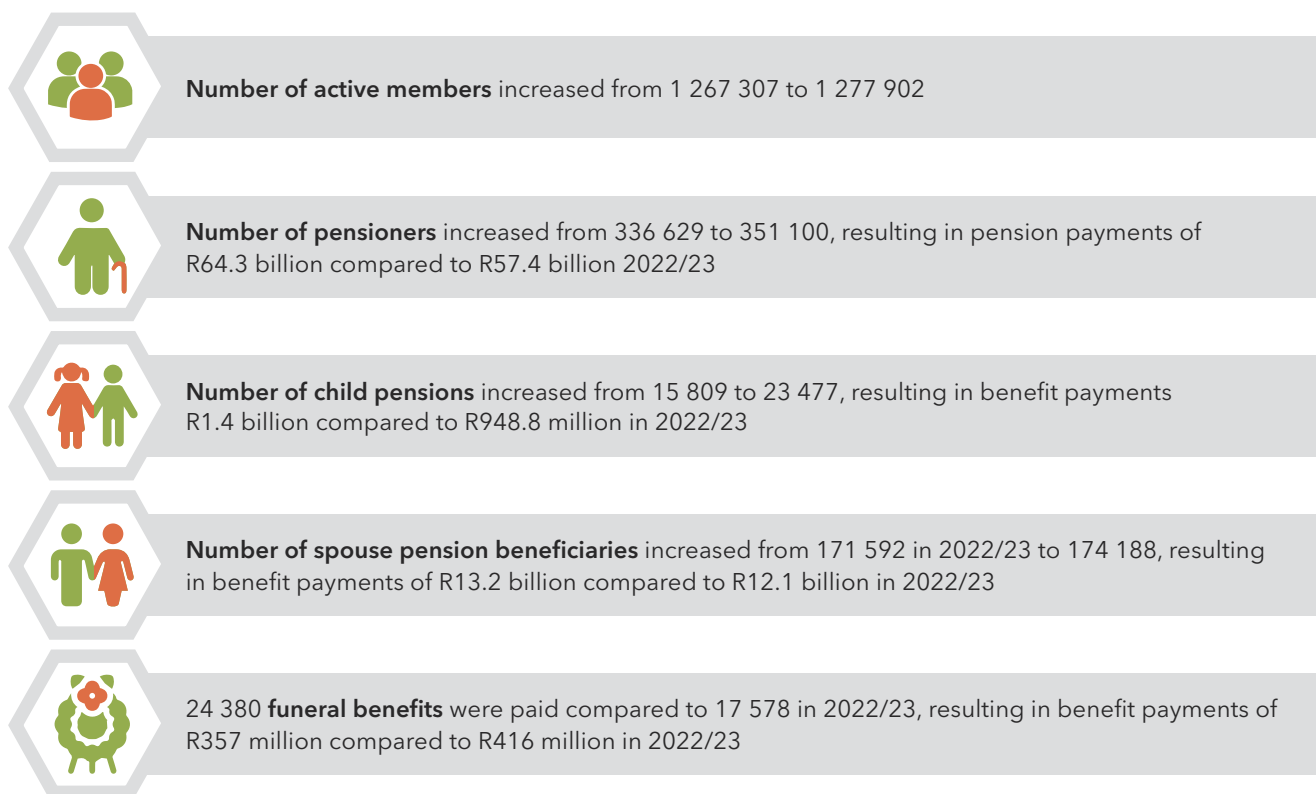 Number of active members increased from 1 267 307 to 1 277 902
Number of pensioners increased from 336 629 to 351 100, resulting in pension payments of
R64.3 billion compared to R57.4 billion 2022/23
Number of child pensions increased from 15 809 to 23 477, resulting in benefit payments
R1.4 billion compared to R948.8 million in 2022/23
Number of spouse pension beneficiaries increased from 171 592 in 2022/23 to 174 188, resulting
in benefit payments of R13.2 billion compared to R12.1 billion in 2022/23
24 380 funeral benefits were paid compared to 17 578 in 2022/23, resulting in benefit payments of
R357 million compared to R416 million in 2022/23